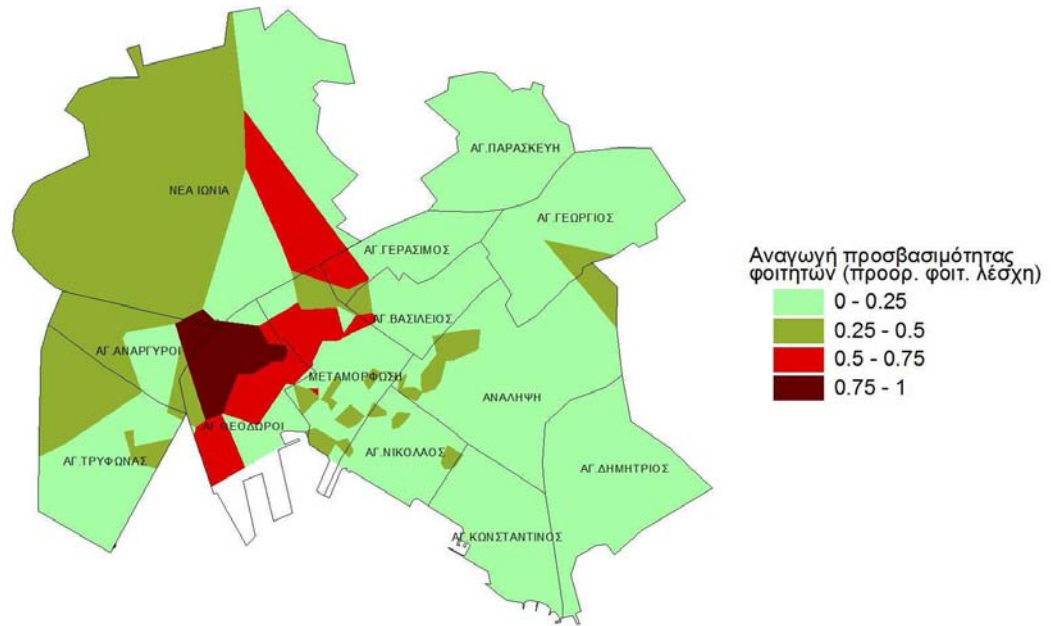 ΑΓ.ΠΑΡΑΣΚΕΥΗ
ΝΕΑ ΙΩΝΙΑ
ΑΓ.ΓΕΩΡΓΙΟΣ
ΑΓ.ΓΕΡΑΣΙΜΟΣ
ΑΓ.ΒΑΣΙΛΕΙΟΣ
ΑΓ.ΑΝΑΡΓΥΡΟΙ
ΜΕΤΑΜΟΡΦΩΣΗ
ΑΝΑΛΗΨΗ
ΑΓ.ΘΕΟΔΩΡΟΙ
ΑΓ.ΤΡΥΦΩΝΑΣ
ΑΓ.ΝΙΚΟΛΑΟΣ
ΑΓ.ΔΗΜΗΤΡΙΟΣ
ΑΓ.ΚΩΝΣΤΑΝΤΙΝΟΣ
Αναγωγή προσβασιμότητας
φοιτητών (προορ. φοιτ. λέσχη)
0 - 0.25
0.25 - 0.5
0.5 - 0.75
0.75 - 1